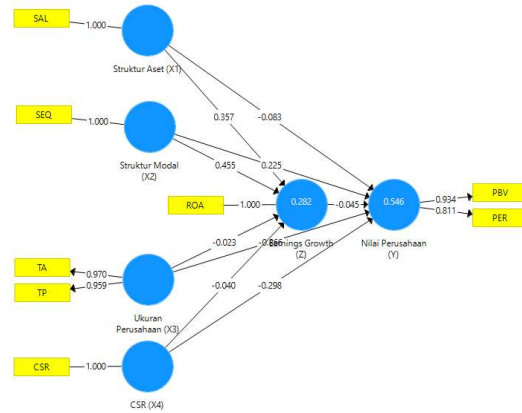 SAL
1.000
Struktur Aset (X1)
0.357
-0.083
SEQ
1.000
Struktur Modal
(X2)
0.455
0.225
ROA
1.000
0.282
-0.045
0.546
0.934
PBV
0.811
PER
Earnings Growth
(Z)
Nilai Perusahaan
(Y)
-0.023
TA
0.970
TP
0.959
Ukuran
Perusahaan (X3)
-0.040
-0.298
CSR
1.000
CSR (X4)